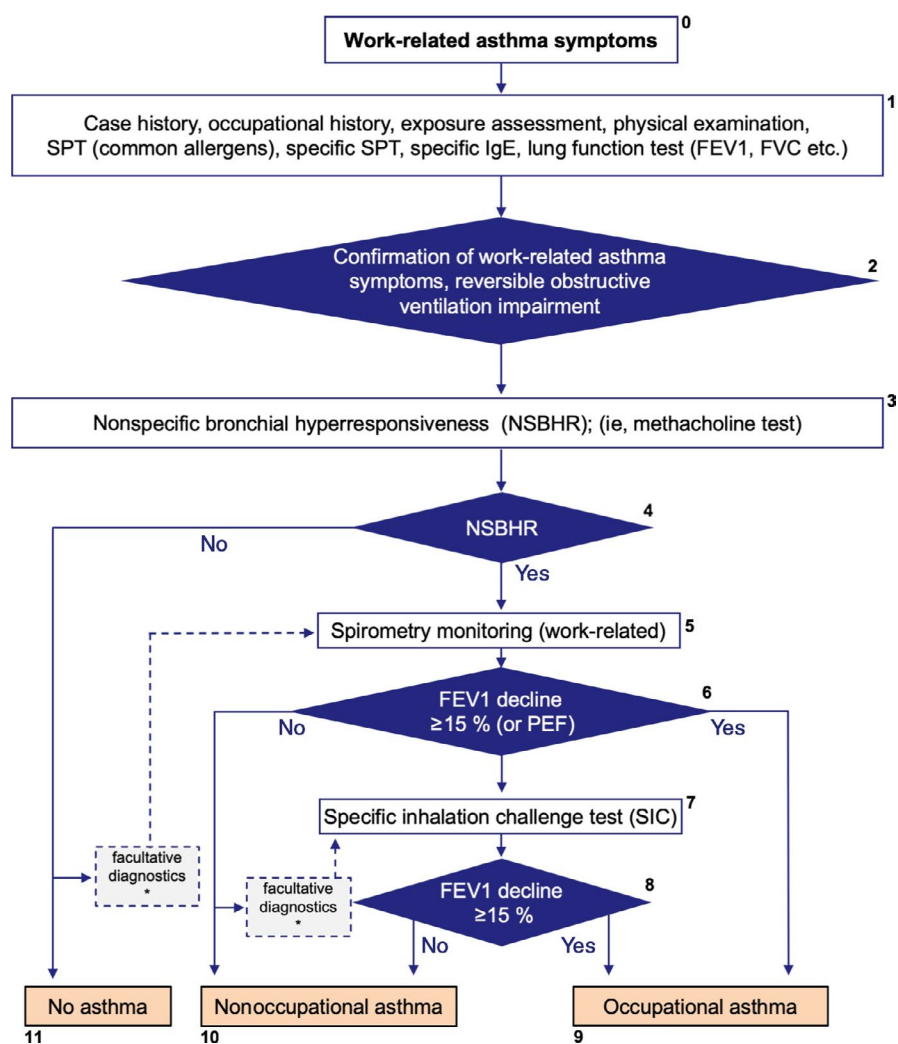 Work-related asthma symptoms
0
Case history, occupational history, exposure assessment, physical examination,
SPT (common allergens), specific SPT, specific IgE, lung function test (FEV1, FVC etc.)
1
Confirmation of work-related asthma
symptoms, reversible obstructive
ventilation impairment
2
Nonspecific bronchial hyperresponsiveness (NSBHR); (ie, methacholine test)
3
NSBHR
4
No
Yes
Spirometry monitoring (work-related)
5
FEV1 decline
≥15 % (or PEF)
6
No
Yes
Specific inhalation challenge test (SIC)
7
facultative
diagnostics
*
facultative
diagnostics
*
FEV1 decline
≥15 %
8
No
Yes
No asthma
11
Nonoccupational asthma
10
Occupational asthma
9